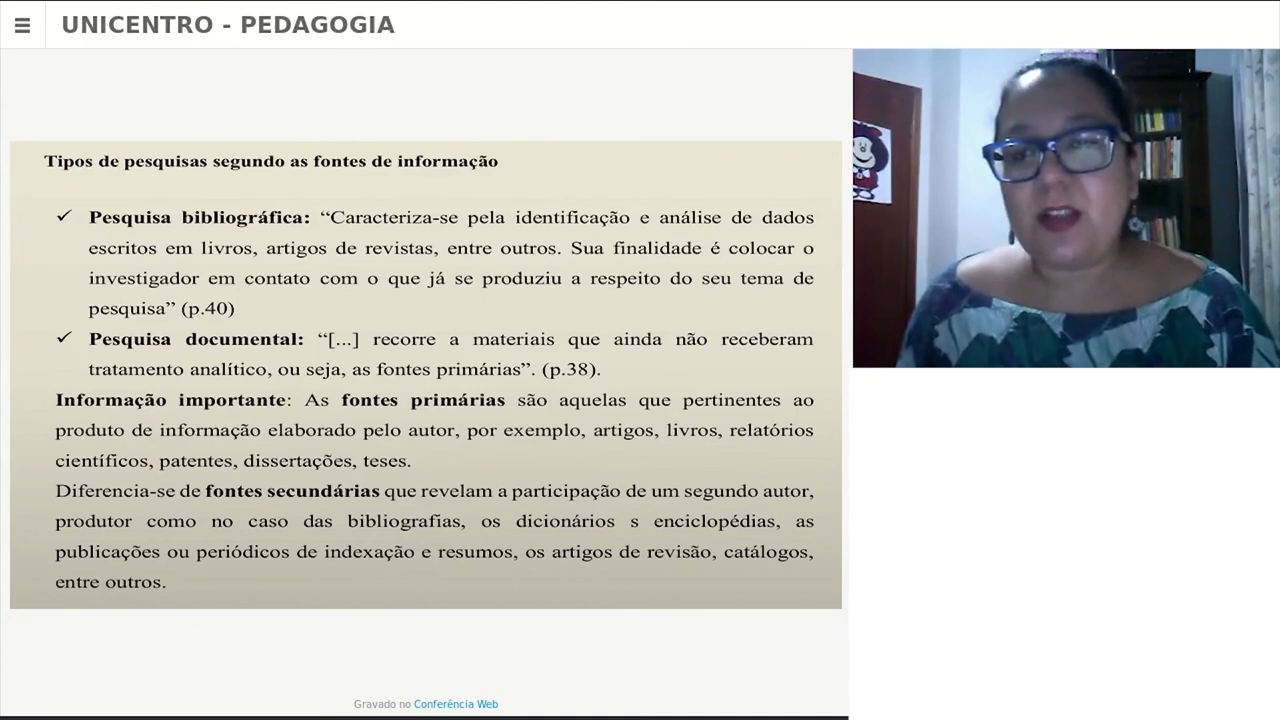 ≡ UNICENTRO - PEDAGOGIA
Tipos de pesquisas segundo as fontes de informação
✓ Pesquisa bibliográfica: “Caracteriza-se pela identificação e análise de dados
escritos em livros, artigos de revistas, entre outros. Sua finalidade é colocar o
investigador em contato com o que já se produziu a respeito do seu tema de
pesquisa” (p.40)
✓ Pesquisa documental: “[...] recorre a materiais que ainda não receberam
tratamento analítico, ou seja, as fontes primárias”. (p.38).
Informação importante: As fontes primárias são aquelas que pertinentes ao
produto de informação elaborado pelo autor, por exemplo, artigos, livros, relatórios
científicos, patentes, dissertações, teses.
Diferencia-se de fontes secundárias que revelam a participação de um segundo autor,
produtor como no caso das bibliografias, os dicionários s enciclopédias, as
publicações ou periódicos de indexação e resumos, os artigos de revisão, catálogos,
entre outros.
Gravado no Conferência Web